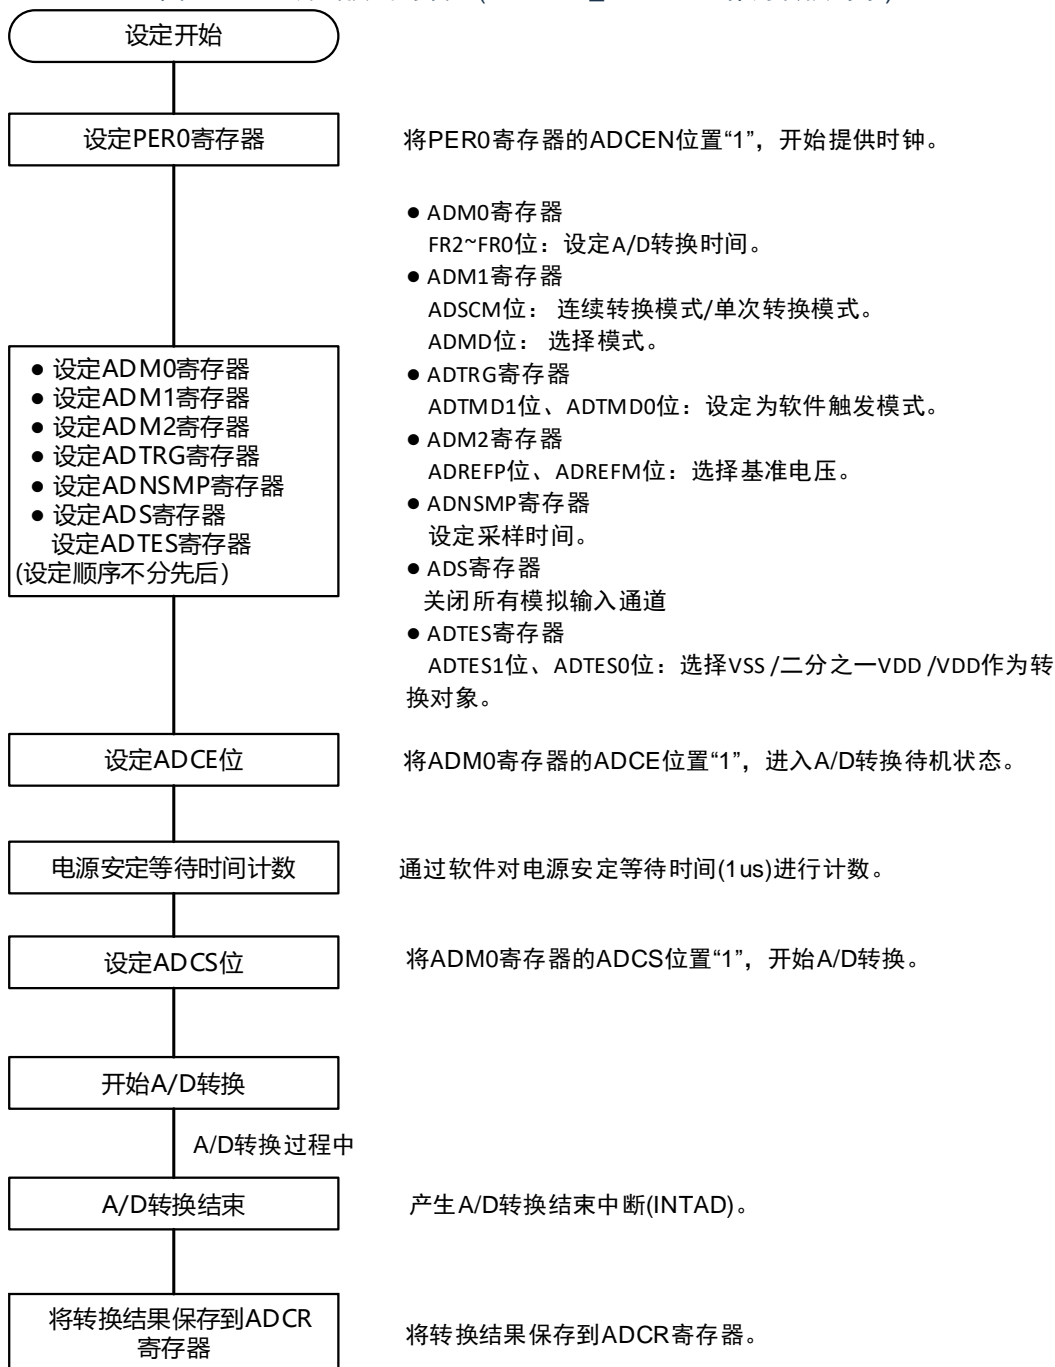 设定开始
设定PER0寄存器
将PER0寄存器的ADCEN位置“1”，开始提供时钟。
● ADM0寄存器
FR2~FR0位：设定A/D转换时间。
● ADM1寄存器
ADSCM位： 连续转换模式/单次转换模式。
ADMD位： 选择模式。
● ADTRG寄存器
ADTMD1位、ADTMD0位：设定为软件触发模式。
● ADM2寄存器
ADREFP位、ADREFM位：选择基准电压。
● ADNSMP寄存器
设定采样时间。
● ADS寄存器
关闭所有模拟输入通道
● ADTES寄存器
ADTES1位、ADTES0位：选择VSS /二分之一VDD /VDD作为转
换对象。
● 设定ADM0寄存器
● 设定ADM1寄存器
● 设定ADM2寄存器
● 设定ADTRG寄存器
● 设定ADNSMP寄存器
● 设定ADS寄存器
设定ADTES寄存器
(设定顺序不分先后)
设定ADCE位
将ADM0寄存器的ADCE位置“1”，进入A/D转换待机状态。
电源安定等待时间计数
通过软件对电源安定等待时间(1us)进行计数。
设定ADCS位
将ADM0寄存器的ADCS位置“1”，开始A/D转换。
开始A/D转换
A/D转换过程中
A/D转换结束
产生A/D转换结束中断(INTAD)。
将转换结果保存到ADCR
寄存器
将转换结果保存到ADCR寄存器。